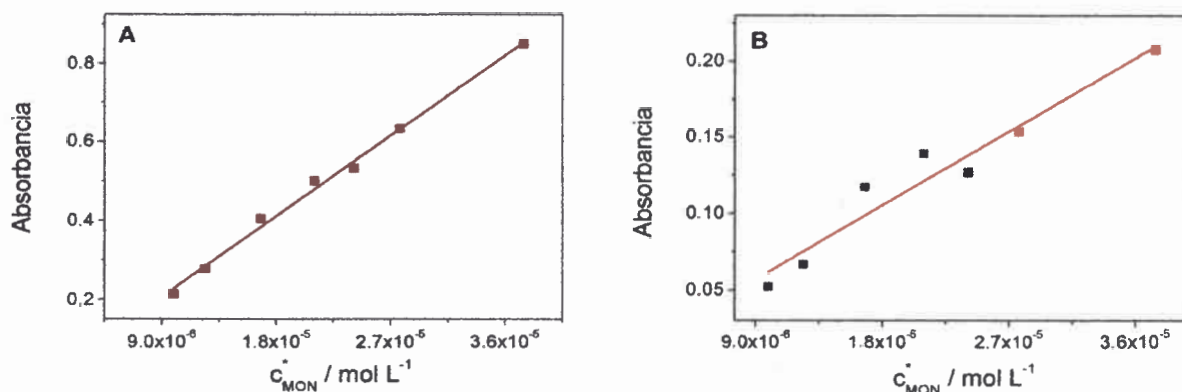 A
Absorbancia
0.8
0.6
0.4
0,2
9.0x10⁻⁶ 1.8x10⁻⁵ 2.7x10⁻⁵ 3.6x10⁻⁵
c*MON / mol L⁻¹
B
Absorbancia
0.20
0.15
0.10
0.05
9.0x10⁻⁶ 1.8x10⁻⁵ 2.7x10⁻⁵ 3.6x10⁻⁵
c*MON / mol L⁻¹